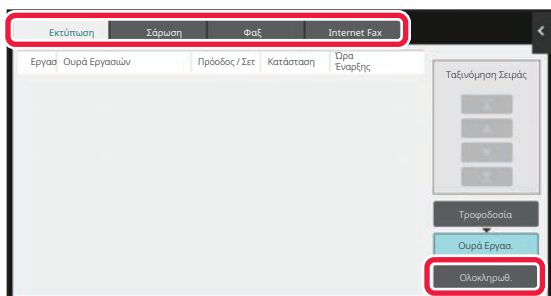 Εκτύπωση Σάρωση Φαξ Internet Fax
Εργασ Ουρά Εργασιών Πρόοδος / Σετ Κατάσταση Ώρα
Έναρξης
Ταξινόμηση Σειράς
Τροφοδοσία
Ουρά Εργασ.
Ολοκληρωθ.